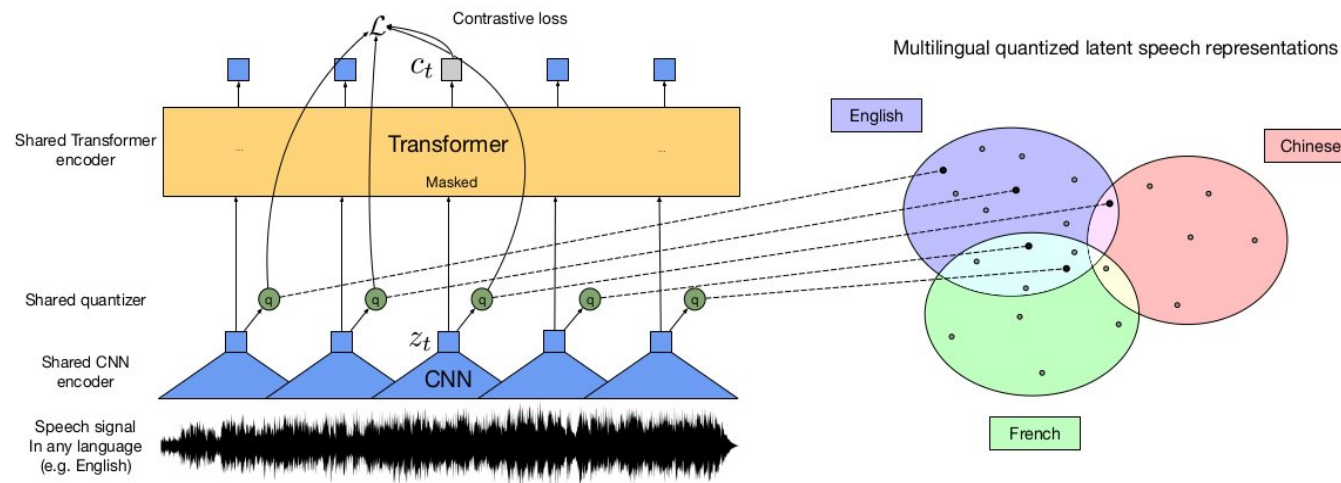 Contrastive loss
ℒ
Multilingual quantized latent speech representations
c_t
English
Chinese
Shared Transformer
encoder
...
Transformer
...
Masked
Shared quantizer
q
q
q
q
q
z_t
Shared CNN
encoder
CNN
Speech signal
In any language
(e.g. English)
French